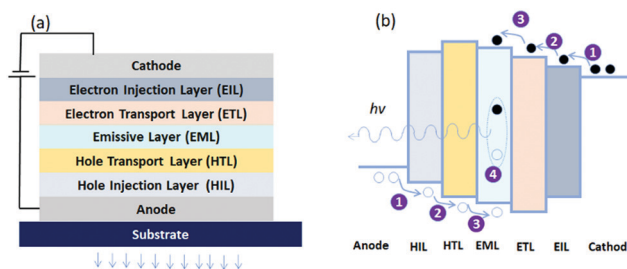 (a)
Cathode
Electron Injection Layer (EIL)
Electron Transport Layer (ETL)
Emissive Layer (EML)
Hole Transport Layer (HTL)
Hole Injection Layer (HIL)
Anode
Substrate
(b)
3
2
1
hv
4
1
2
3
Anode HIL HTL EML ETL EIL Cathod